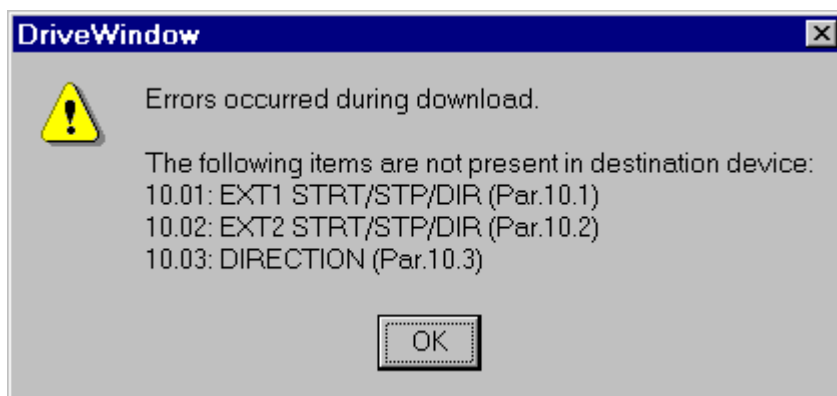 DriveWindow
Errors occurred during download.
The following items are not present in destination device:
10.01: EXT1 STRT/STP/DIR (Par.10.1)
10.02: EXT2 STRT/STP/DIR (Par.10.2)
10.03: DIRECTION (Par.10.3)
OK